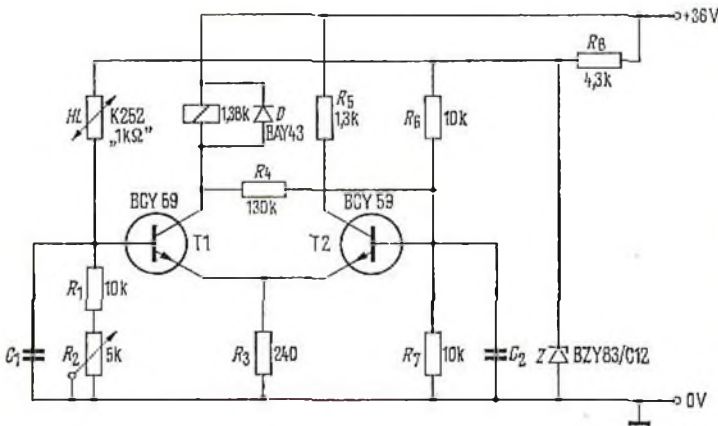 +36V
R8
4,3k
HL K252
„1kΩ"
1,38k
D
BAY43
R5
1,3k
R6 10k
R4
130k
BCY 59
T1
BCY 59
T2
R1 10k
C1
R2 5k
R3 240
R7 10k
C2
Z BZY83/C12
0V